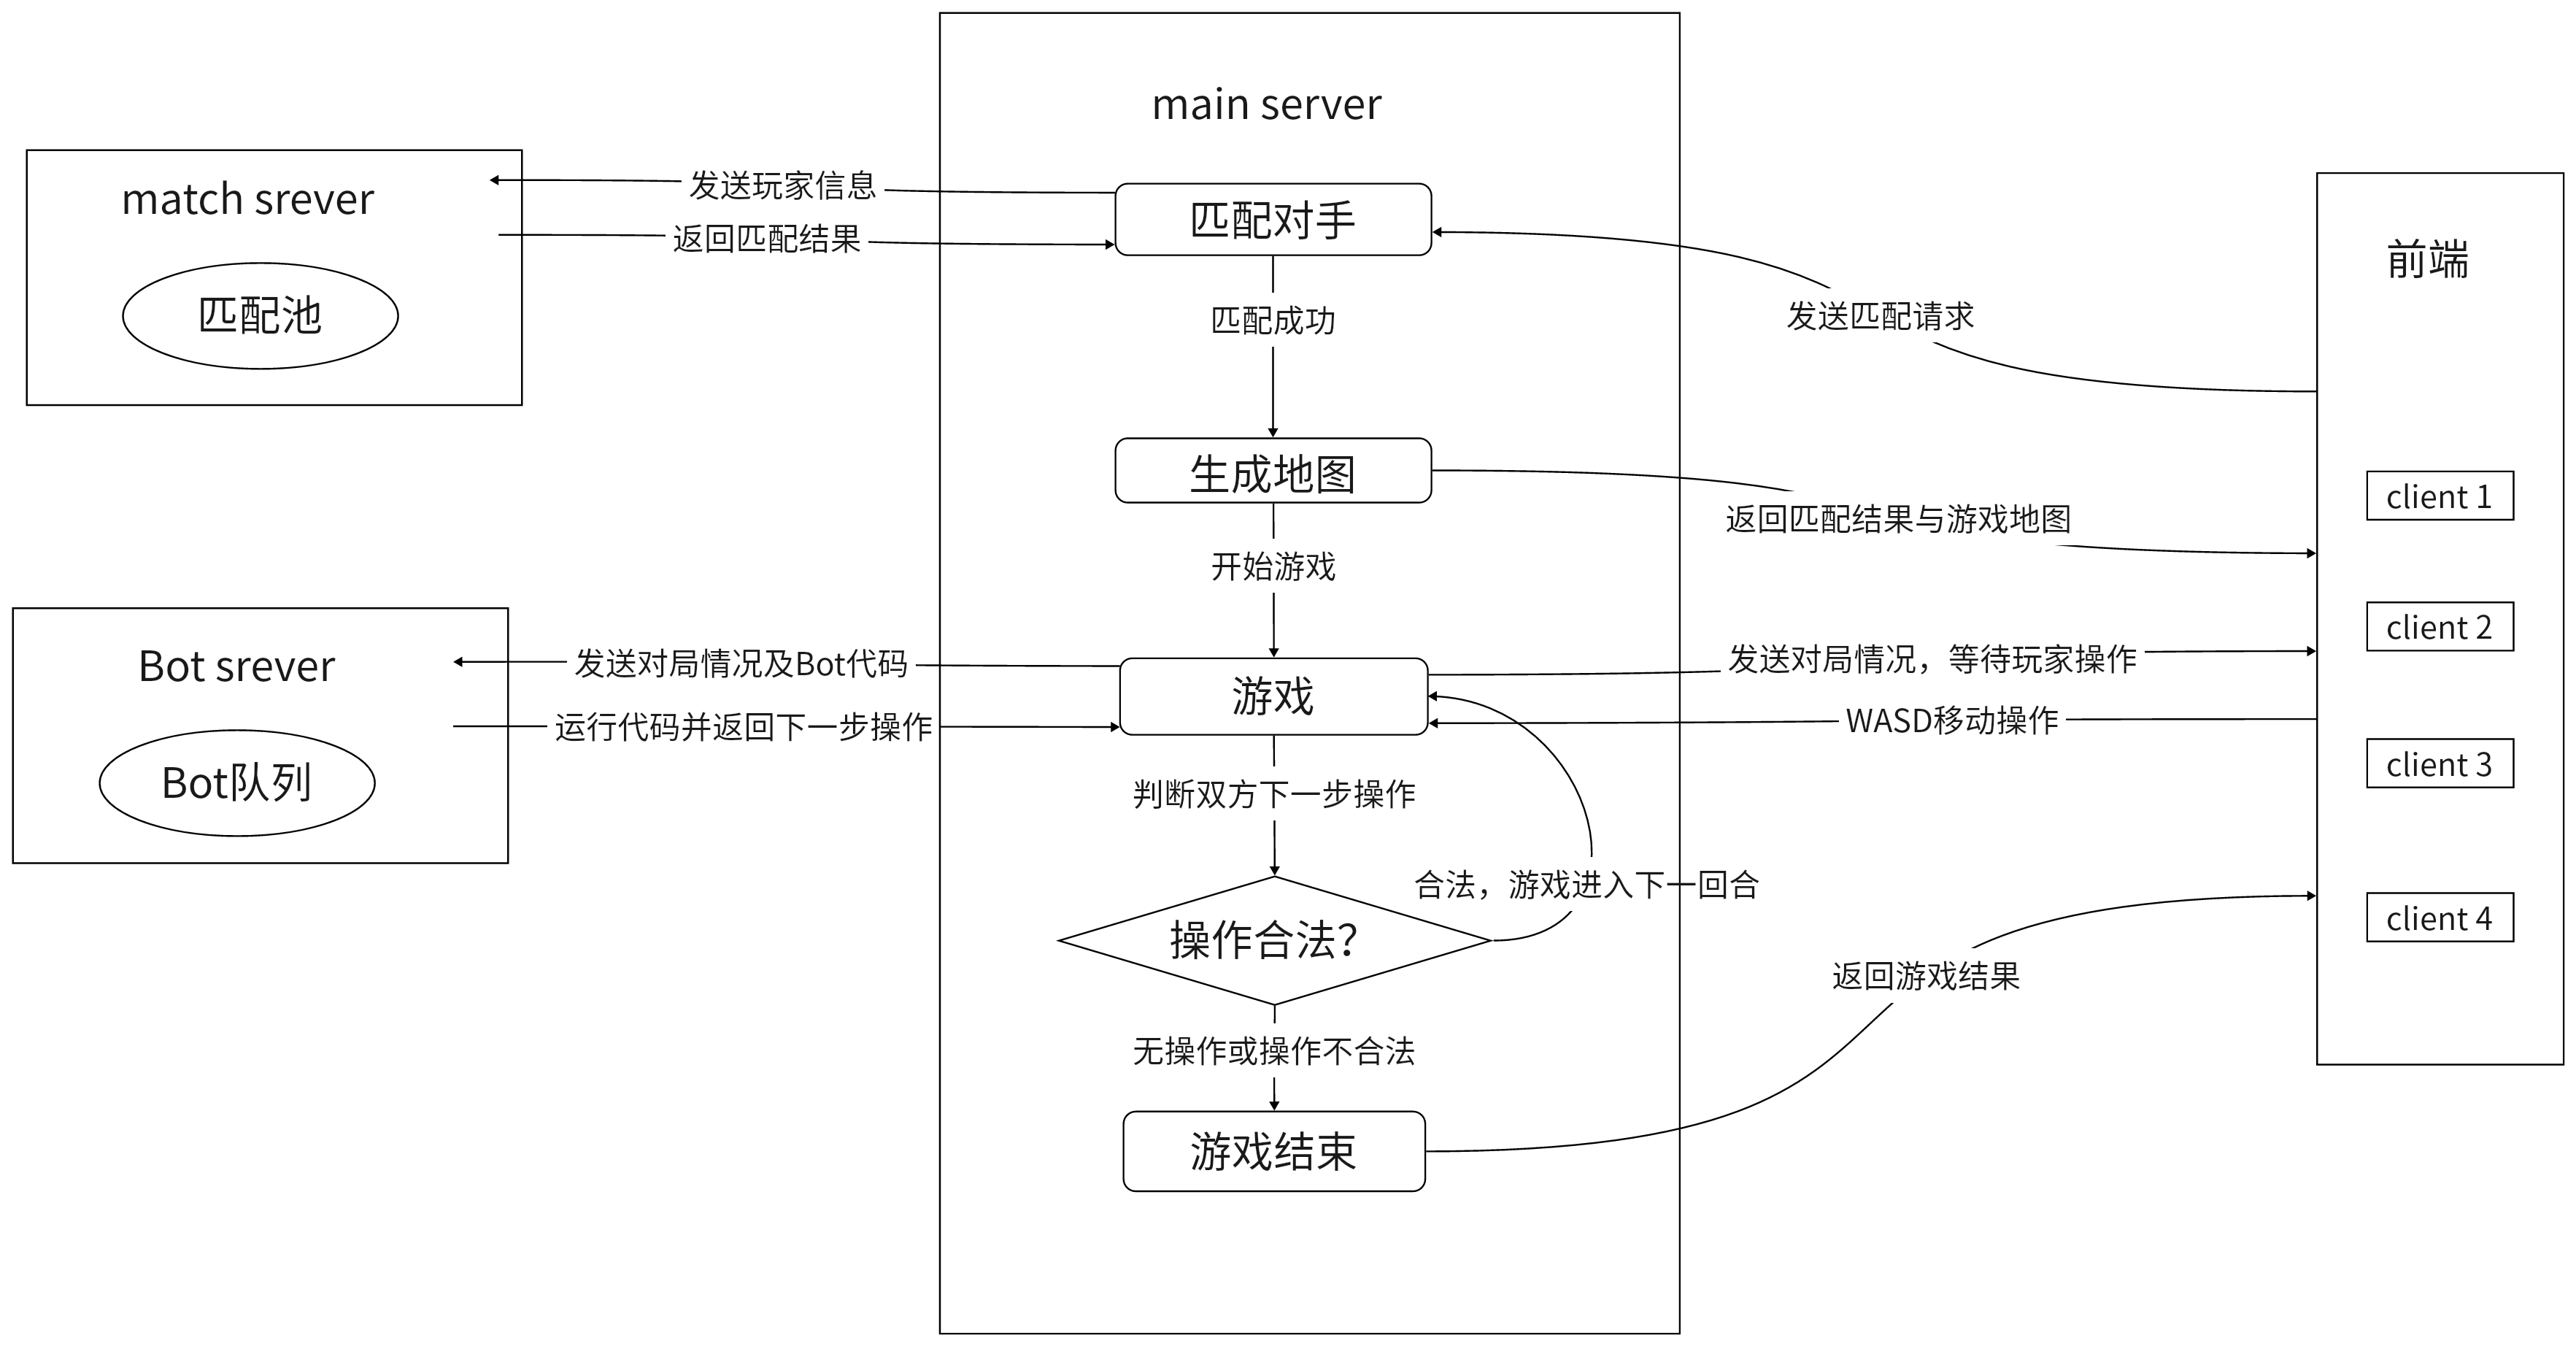 main server
match srever
发送玩家信息
匹配对手
返回匹配结果
前端
匹配池
匹配成功
发送匹配请求
生成地图
client 1
返回匹配结果与游戏地图
开始游戏
client 2
Bot srever
发送对局情况及Bot代码
游戏
发送对局情况，等待玩家操作
运行代码并返回下一步操作
WASD移动操作
client 3
Bot队列
判断双方下一步操作
合法，游戏进入下一回合
client 4
操作合法？
返回游戏结果
无操作或操作不合法
游戏结束